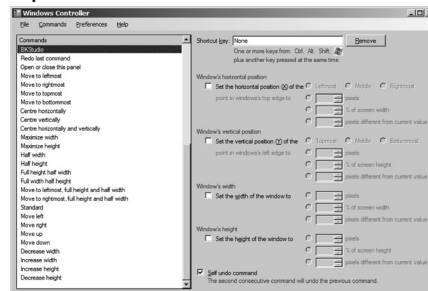 Windows Controller
File Commands Preferences Help
Commands
BKStudio
Redo last command
Open or close this panel
Move to leftmost
Move to rightmost
Move to topmost
Move to bottommost
Centre horizontally
Centre vertically
Centre horizontally and vertically
Maximize width
Maximize height
Half width
Half height
Full height half width
Full width half height
Move to leftmost, full height and half width
Move to rightmost, full height and half width
Standard
Move left
Move right
Move up
Move down
Decrease width
Increase width
Increase height
Decrease height
Shortcut key: None Remove
One or more keys from: Ctrl, Alt, Shift,
plus another key pressed at the same time.
Window's horizontal position
Set the horizontal position (X) of the Leftmost Middle Rightmost
point in window's top edge to pixels
% of screen width
pixels different from current value
Window's vertical position
Set the vertical position (Y) of the Topmost Middle Bottommost
point in window's left edge to pixels
% of screen height
pixels different from current value
Window's width
Set the width of the window to pixels
% of screen width
pixels different from current value
Window's height
Set the height of the window to pixels
% of screen height
pixels different from current value
Self undo command
The second consecutive command will undo the previous command.